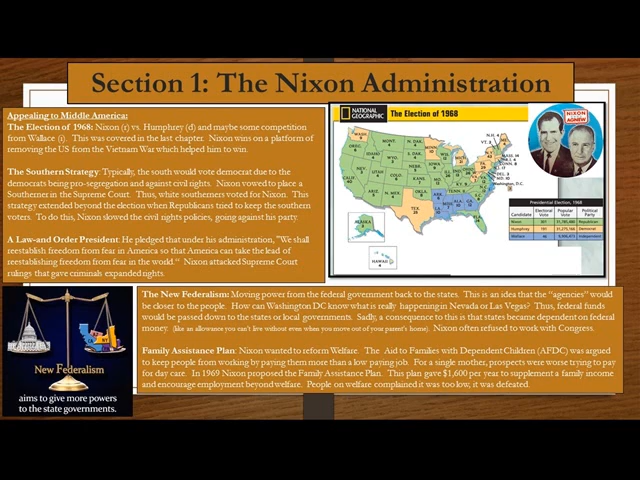 Section 1: The Nixon Administration
Appealing to Middle America:
The Election of 1968: Nixon (r) vs. Humphrey (d) and maybe some competition
from Wallace (i). This was covered in the last chapter. Nixon wins on a platform of
removing the US from the Vietnam War which helped him to win.
The Southern Strategy: Typically, the south would vote democrat due to the
democrats being pro-segregation and against civil rights. Nixon vowed to place a
Southerner in the Supreme Court. Thus, white southerners voted for Nixon. This
strategy extended beyond the election when Republicans tried to keep the southern
voters. To do this, Nixon slowed the civil rights policies, going against his party.
A Law-and Order President: He pledged that under his administration, "We shall
reestablish freedom from fear in America so that America can take the lead of
reestablishing freedom from fear in the world." Nixon attacked Supreme Court
rulings that gave criminals expanded rights.
NATIONAL
GEOGRAPHIC
The Election of 1968
NIXON
AGNEW
Presidential Election, 1968
Candidate Electoral Vote Popular Vote Political Party
Nixon 301 Republican
Humphrey 191 Democrat
Wallace 46 Independent
ALASKA
HAWAII
Washington, D.C.
New Federalism
aims to give more powers
to the state governments.
The New Federalism: Moving power from the federal government back to the states. This is an idea that the "agencies" would
be closer to the people. How can Washington DC know what is really happening in Nevada or Las Vegas? Thus, federal funds
would be passed down to the states or local governments. Sadly, a consequence to this is that states became dependent on federal
money. (like an allowance you can't live without even when you move out of your parent's home). Nixon often refused to work with Congress.
Family Assistance Plan: Nixon wanted to reform Welfare. The Aid to Families with Dependent Children (AFDC) was argued
to keep people from working by paying them more than a low paying job. For a single mother, prospects were worse trying to pay
for day care. In 1969 Nixon proposed the Family Assistance Plan. This plan gave $1,600 per year to supplement a family income
and encourage employment beyond welfare. People on welfare complained it was too low, it was defeated.